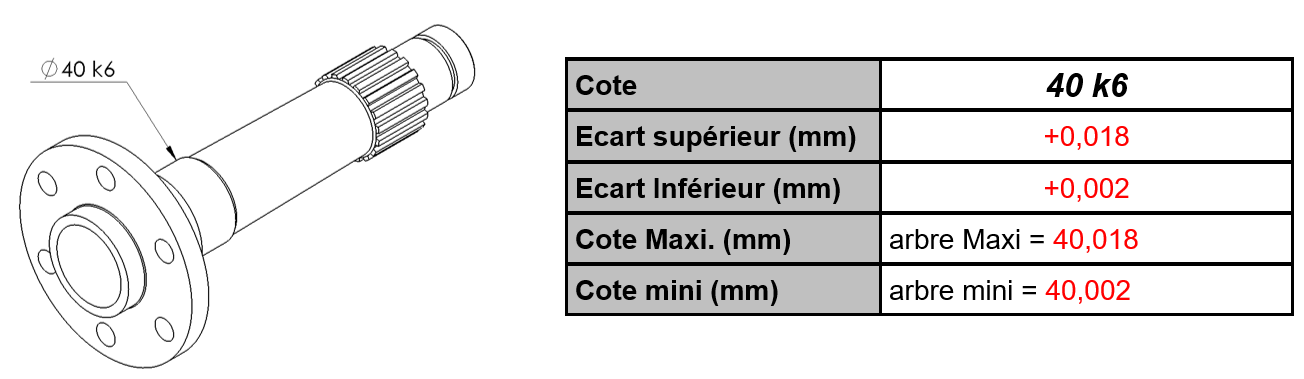 ∅40 k6
Cote 40 k6
Ecart supérieur (mm) +0,018
Ecart Inférieur (mm) +0,002
Cote Maxi. (mm) arbre Maxi = 40,018
Cote mini (mm) arbre mini = 40,002